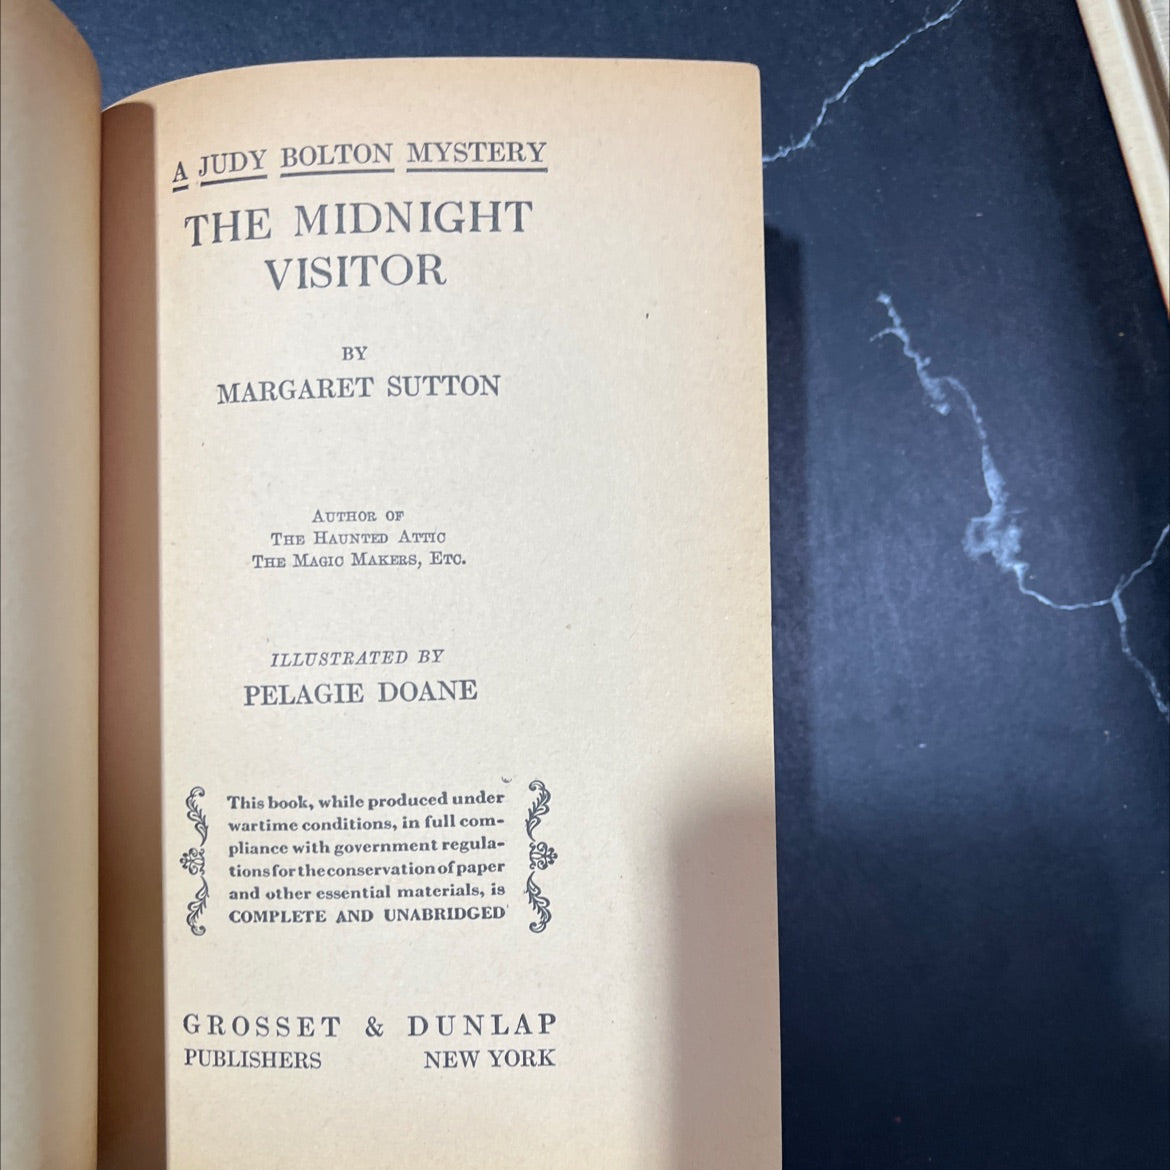 A JUDY BOLTON MYSTERY
THE MIDNIGHT
VISITOR
BY
MARGARET SUTTON
AUTHOR OF
THE HAUNTED ATTIC
THE MAGIC MAKERS, ETC.
ILLUSTRATED BY
PELAGIE DOANE
This book, while produced under
wartime conditions, in full com-
pliance with government regula-
tions for the conservation of paper
and other essential materials, is
COMPLETE AND UNABRIDGED
GROSSET & DUNLAP
PUBLISHERS NEW YORK